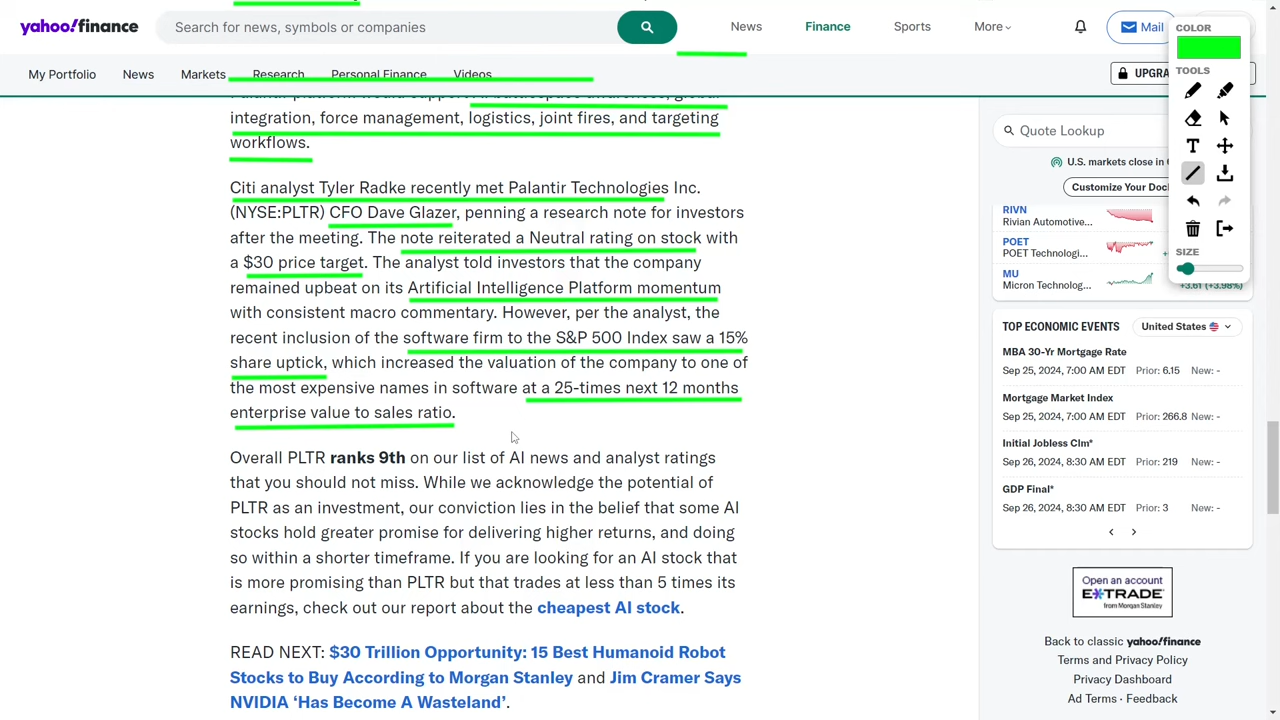 yahoo!finance
Search for news, symbols or companies
News
Finance
Sports
More
Mail
My Portfolio
News
Markets
Research
Personal Finance
Videos
UPGRA
COLOR
TOOLS
SIZE
integration, force management, logistics, joint fires, and targeting
workflows.
Citi analyst Tyler Radke recently met Palantir Technologies Inc.
(NYSE:PLTR) CFO Dave Glazer, penning a research note for investors
after the meeting. The note reiterated a Neutral rating on stock with
a $30 price target. The analyst told investors that the company
remained upbeat on its Artificial Intelligence Platform momentum
with consistent macro commentary. However, per the analyst, the
recent inclusion of the software firm to the S&P 500 Index saw a 15%
share uptick, which increased the valuation of the company to one of
the most expensive names in software at a 25-times next 12 months
enterprise value to sales ratio.
Overall PLTR ranks 9th on our list of AI news and analyst ratings
that you should not miss. While we acknowledge the potential of
PLTR as an investment, our conviction lies in the belief that some AI
stocks hold greater promise for delivering higher returns, and doing
so within a shorter timeframe. If you are looking for an AI stock that
is more promising than PLTR but that trades at less than 5 times its
earnings, check out our report about the cheapest AI stock.
READ NEXT: $30 Trillion Opportunity: 15 Best Humanoid Robot
Stocks to Buy According to Morgan Stanley and Jim Cramer Says
NVIDIA ‘Has Become A Wasteland’.
Quote Lookup
U.S. markets close in
Customize Your Doc
RIVN
Rivian Automotive...
POET
POET Technologi...
MU
Micron Technolog...
+3.61 (+3.98%)
TOP ECONOMIC EVENTS
United States
MBA 30-Yr Mortgage Rate
Sep 25, 2024, 7:00 AM EDT Prior: 6.15 New: -
Mortgage Market Index
Sep 25, 2024, 7:00 AM EDT Prior: 266.8 New: -
Initial Jobless Clm*
Sep 26, 2024, 8:30 AM EDT Prior: 219 New: -
GDP Final*
Sep 26, 2024, 8:30 AM EDT Prior: 3 New: -
Open an account
E*TRADE
from Morgan Stanley
Back to classic yahoo!finance
Terms and Privacy Policy
Privacy Dashboard
Ad Terms · Feedback